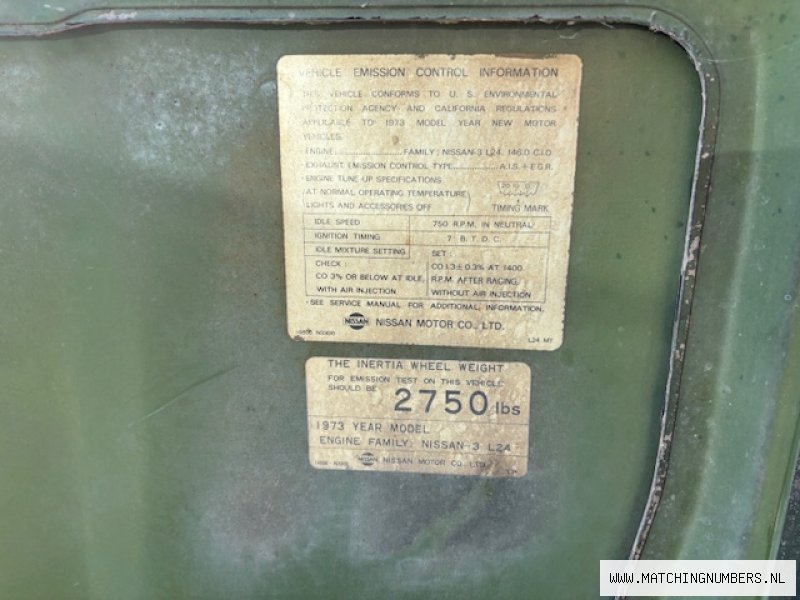 VEHICLE EMISSION CONTROL INFORMATION
THIS VEHICLE CONFORMS TO U. S. ENVIRONMENTAL
PROTECTION AGENCY AND CALIFORNIA REGULATIONS
APPLICABLE TO 1973 MODEL YEAR NEW MOTOR
VEHICLES.
ENGINE......................FAMILY; NISSAN-3 L24, 146.0 C.I.D.
EXHAUST EMISSION CONTROL TYPE...............A.I.S.+E.G.R.
ENGINE TUNE-UP SPECIFICATIONS
AT NORMAL OPERATING TEMPERATURE
LIGHTS AND ACCESSORIES OFF
20 10 0
TIMING MARK
IDLE SPEED 750 R.P.M. IN NEUTRAL
IGNITION TIMING 7 B. T. D. C.
IDLE MIXTURE SETTING SET :
CHECK : CO 1.3 ± 0.3% AT 1400
CO 3% OR BELOW AT IDLE, R.P.M. AFTER RACING,
WITH AIR INJECTION WITHOUT AIR INJECTION
·SEE SERVICE MANUAL FOR ADDITIONAL INFORMATION.
NISSAN NISSAN MOTOR CO., LTD.
L24 MT
THE INERTIA WHEEL WEIGHT
FOR EMISSION TEST ON THIS VEHICLE
SHOULD BE 2750 lbs
1973 YEAR MODEL
ENGINE FAMILY; NISSAN-3 L24
NISSAN NISSAN MOTOR CO., LTD.
WWW.MATCHINGNUMBERS.NL